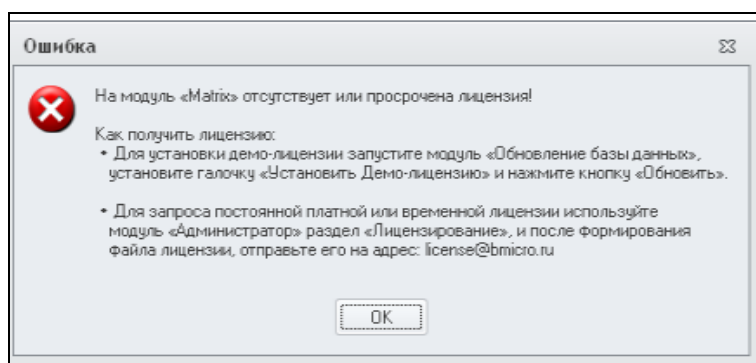 Ошибка
На модуль «Matrix» отсутствует или просрочена лицензия!
Как получить лицензию:
• Для установки демо-лицензии запустите модуль «Обновление базы данных»,
установите галочку «Установить Демо-лицензию» и нажмите кнопку «Обновить».
• Для запроса постоянной платной или временной лицензии используйте
модуль «Администратор» раздел «Лицензирование», и после формирования
файла лицензии, отправьте его на адрес: license@bmicro.ru
OK